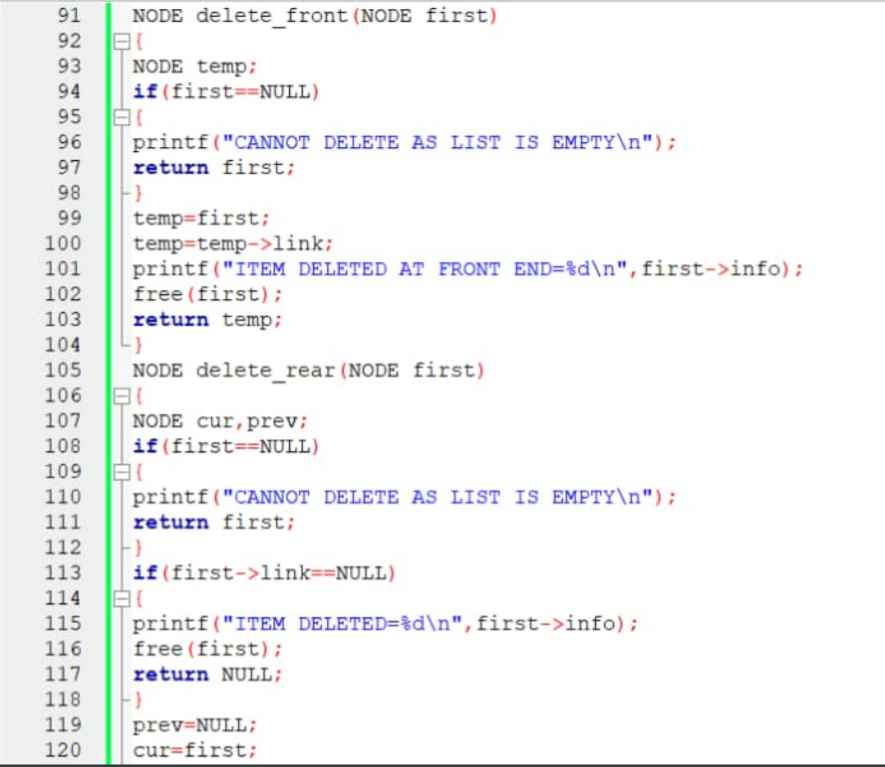 91 NODE delete_front(NODE first)
92 {
93 NODE temp;
94 if(first==NULL)
95 {
96 printf("CANNOT DELETE AS LIST IS EMPTY\n");
97 return first;
98 }
99 temp=first;
100 temp=temp->link;
101 printf("ITEM DELETED AT FRONT END=%d\n",first->info);
102 free(first);
103 return temp;
104 }
105 NODE delete_rear(NODE first)
106 {
107 NODE cur,prev;
108 if(first==NULL)
109 {
110 printf("CANNOT DELETE AS LIST IS EMPTY\n");
111 return first;
112 }
113 if(first->link==NULL)
114 {
115 printf("ITEM DELETED=%d\n",first->info);
116 free(first);
117 return NULL;
118 }
119 prev=NULL;
120 cur=first;